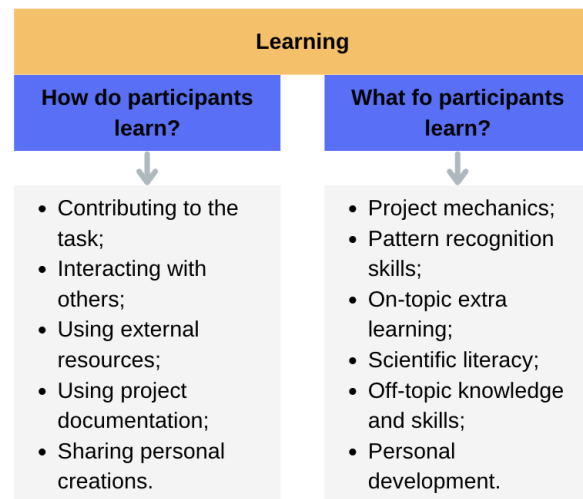 Learning
How do participants
learn?
• Contributing to the
task;
• Interacting with
others;
• Using external
resources;
• Using project
documentation;
• Sharing personal
creations.
What fo participants
learn?
• Project mechanics;
• Pattern recognition
skills;
• On-topic extra
learning;
• Scientific literacy;
• Off-topic knowledge
and skills;
• Personal
development.